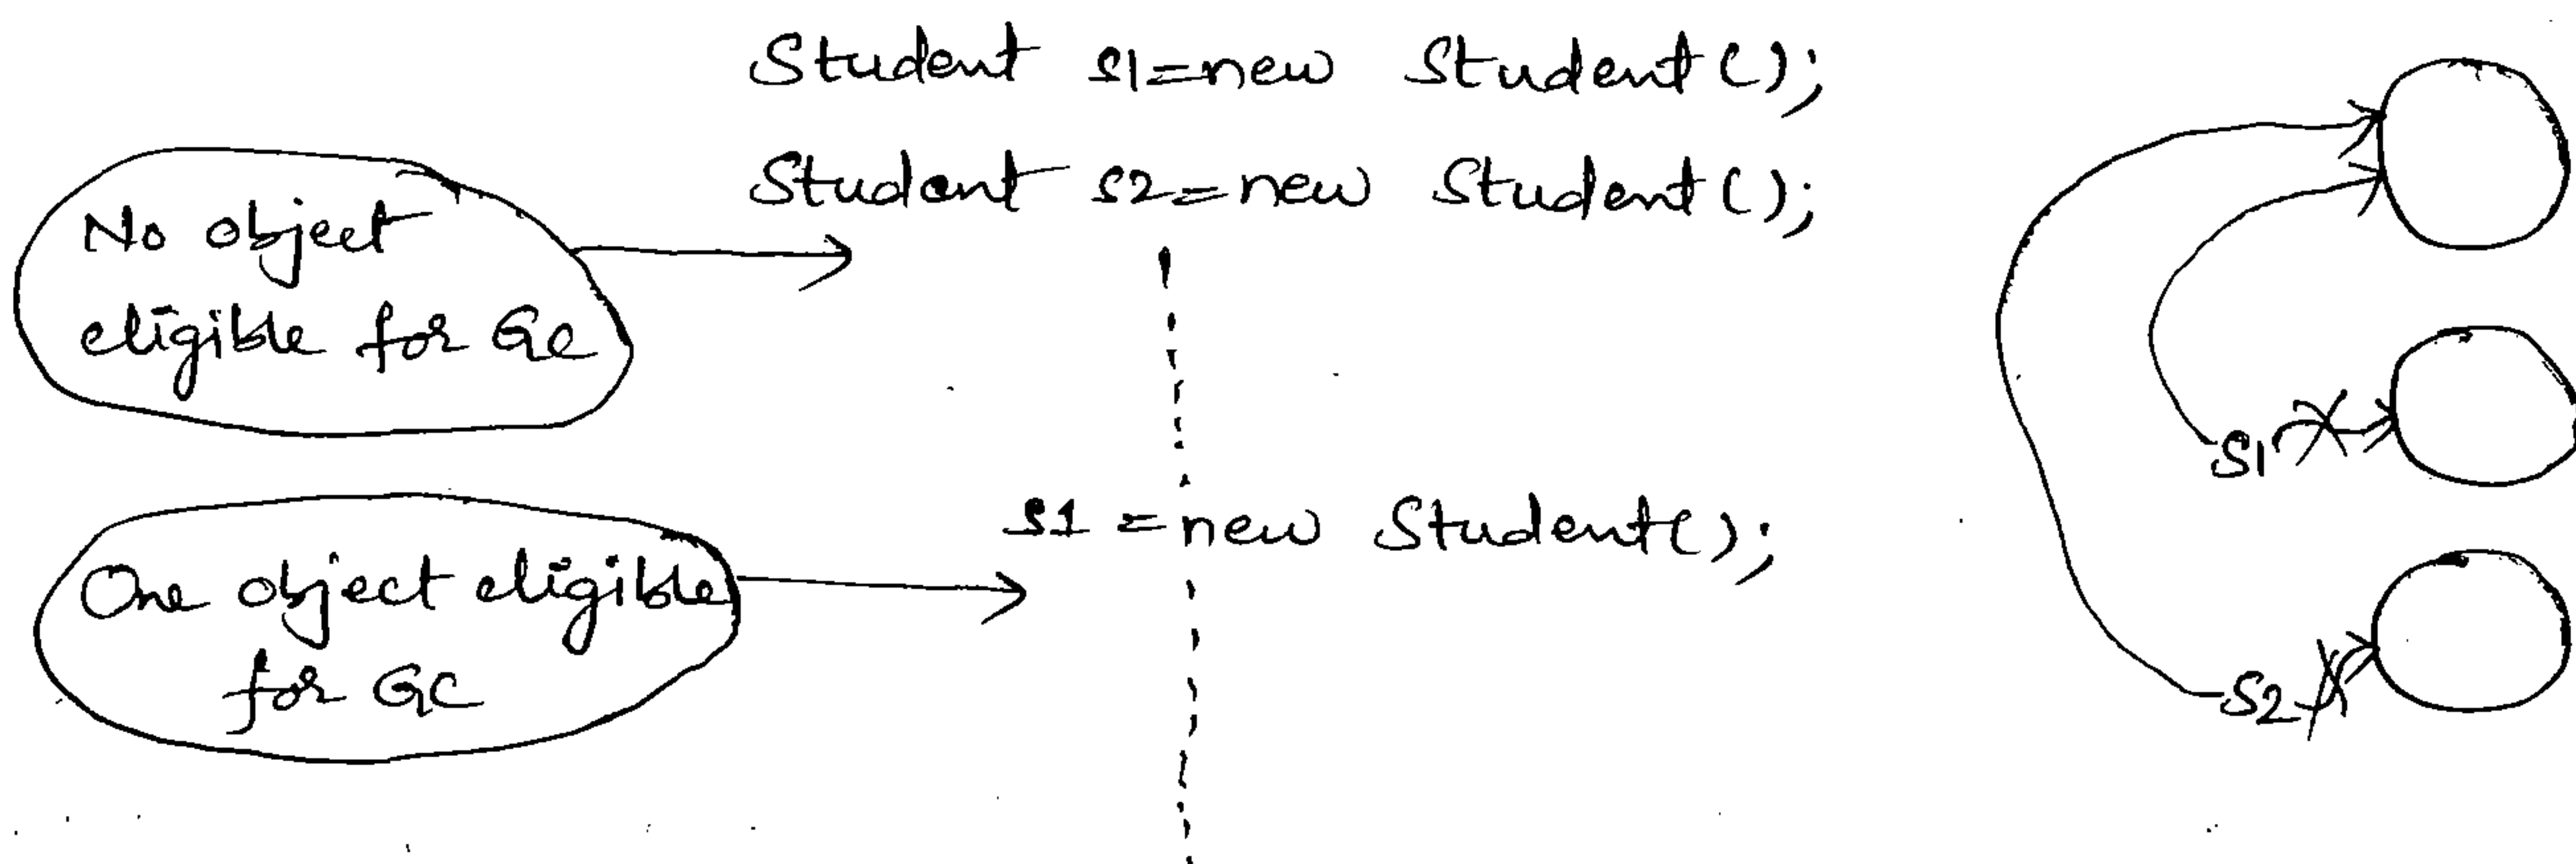 Student s1=new Student();
Student s2=new Student();
No object
eligible for GC
s1 = new Student();
One object eligible
for GC
S1
S2